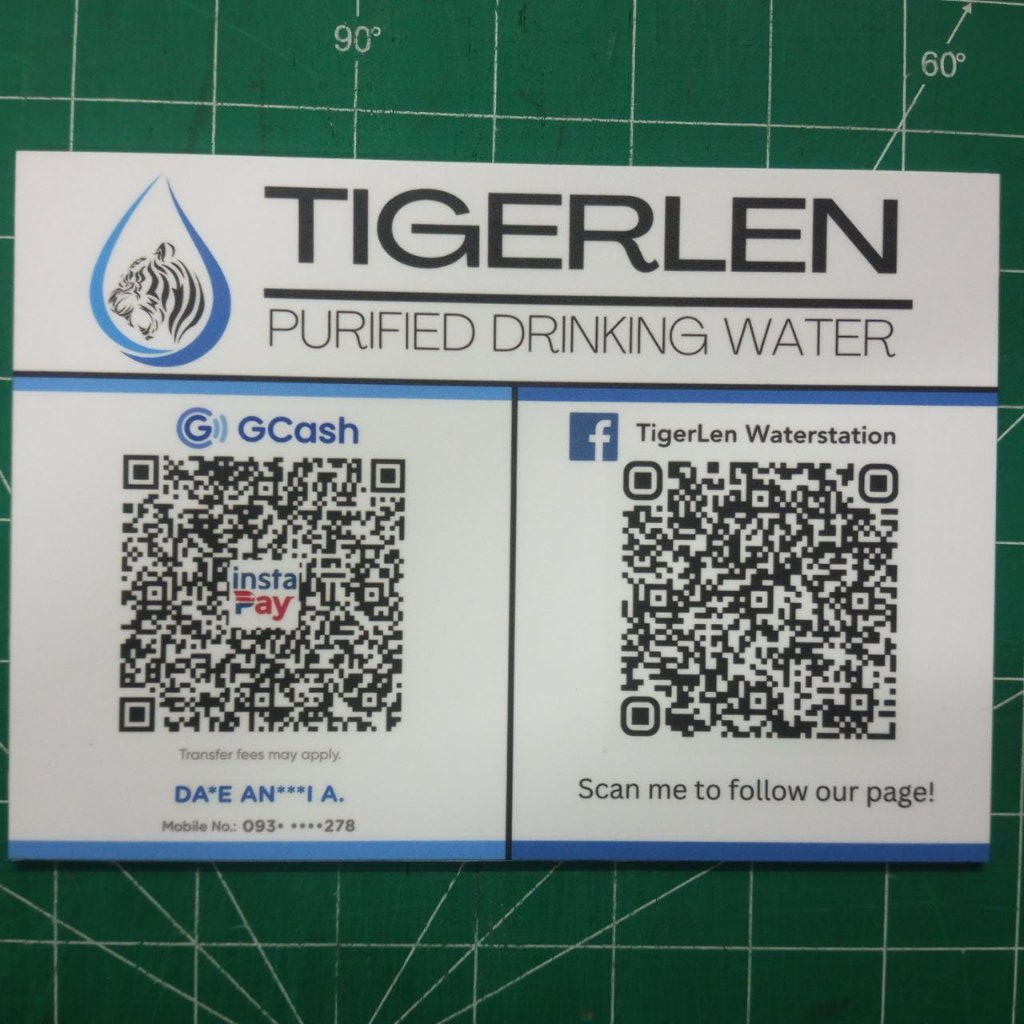 90°
60°
TIGERLEN
PURIFIED DRINKING WATER
GCash
TigerLen Waterstation
insta
Pay
Transfer fees may apply.
DA*E AN***I A.
Mobile No.: 093• ••••278
Scan me to follow our page!